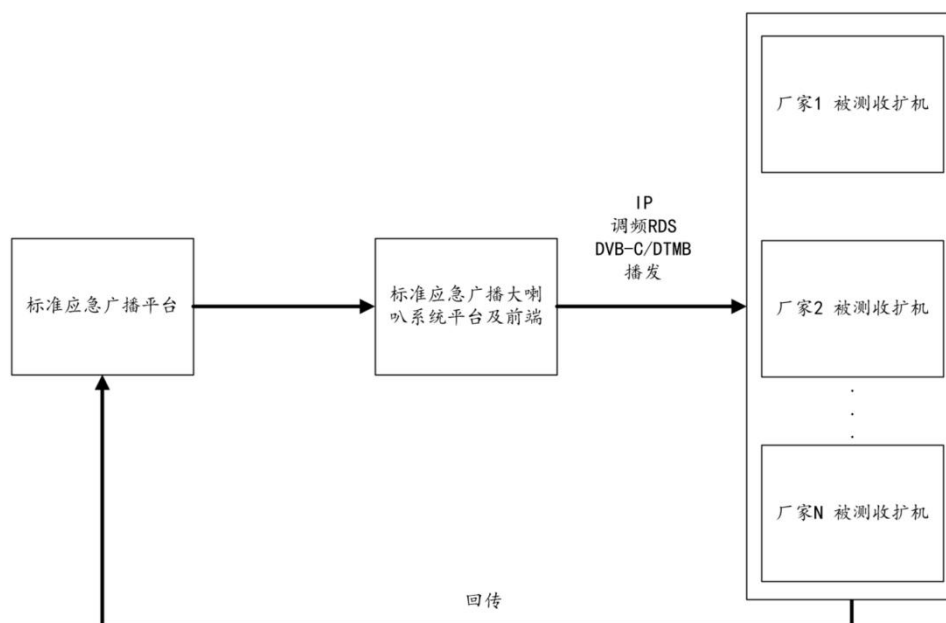 厂家1 被测收扩机
IP
调频RDS
DVB-C/DTMB
播发
标准应急广播平台
标准应急广播大喇
叭系统平台及前端
厂家2 被测收扩机
厂家N 被测收扩机
回传